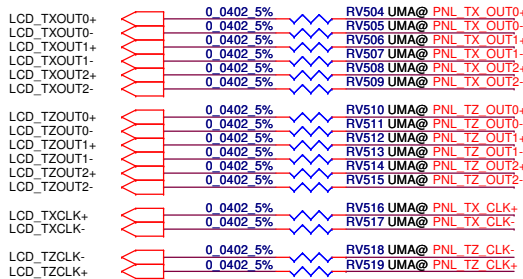 LCD_TXOUT0+ 0_0402_5% RV504 UMA@ PNL_TX_OUT0+
LCD_TXOUT0- 0_0402_5% RV505 UMA@ PNL_TX_OUT0-
LCD_TXOUT1+ 0_0402_5% RV506 UMA@ PNL_TX_OUT1+
LCD_TXOUT1- 0_0402_5% RV507 UMA@ PNL_TX_OUT1-
LCD_TXOUT2+ 0_0402_5% RV508 UMA@ PNL_TX_OUT2+
LCD_TXOUT2- 0_0402_5% RV509 UMA@ PNL_TX_OUT2-
LCD_TZOUT0+ 0_0402_5% RV510 UMA@ PNL_TZ_OUT0+
LCD_TZOUT0- 0_0402_5% RV511 UMA@ PNL_TZ_OUT0-
LCD_TZOUT1+ 0_0402_5% RV512 UMA@ PNL_TZ_OUT1+
LCD_TZOUT1- 0_0402_5% RV513 UMA@ PNL_TZ_OUT1-
LCD_TZOUT2+ 0_0402_5% RV514 UMA@ PNL_TZ_OUT2+
LCD_TZOUT2- 0_0402_5% RV515 UMA@ PNL_TZ_OUT2-
LCD_TXCLK+ 0_0402_5% RV516 UMA@ PNL_TX_CLK+
LCD_TXCLK- 0_0402_5% RV517 UMA@ PNL_TX_CLK-
LCD_TZCLK- 0_0402_5% RV518 UMA@ PNL_TZ_CLK-
LCD_TZCLK+ 0_0402_5% RV519 UMA@ PNL_TZ_CLK+